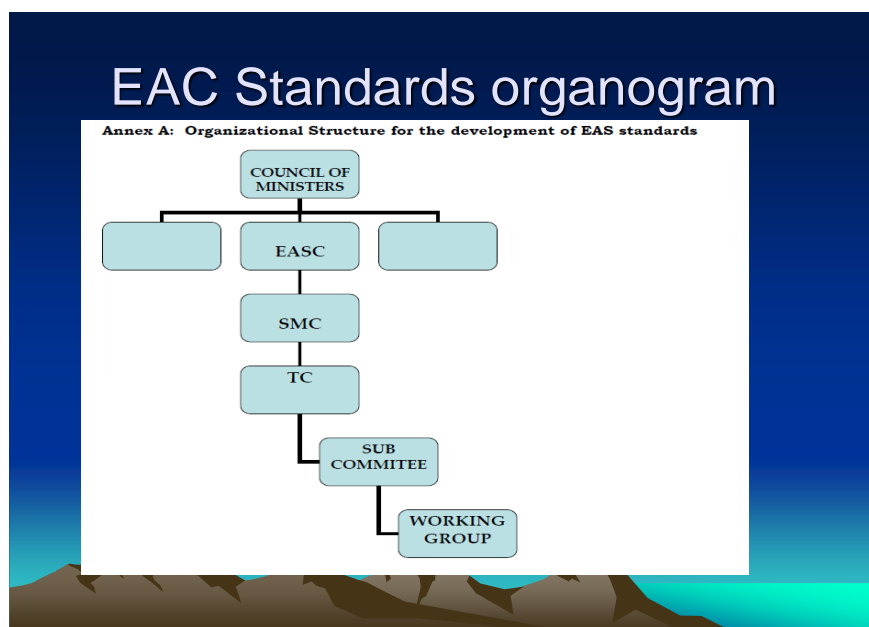 EAC Standards organogram
Annex A: Organizational Structure for the development of EAS standards
COUNCIL OF
MINISTERS
EASC
SMC
TC
SUB
COMMITEE
WORKING
GROUP